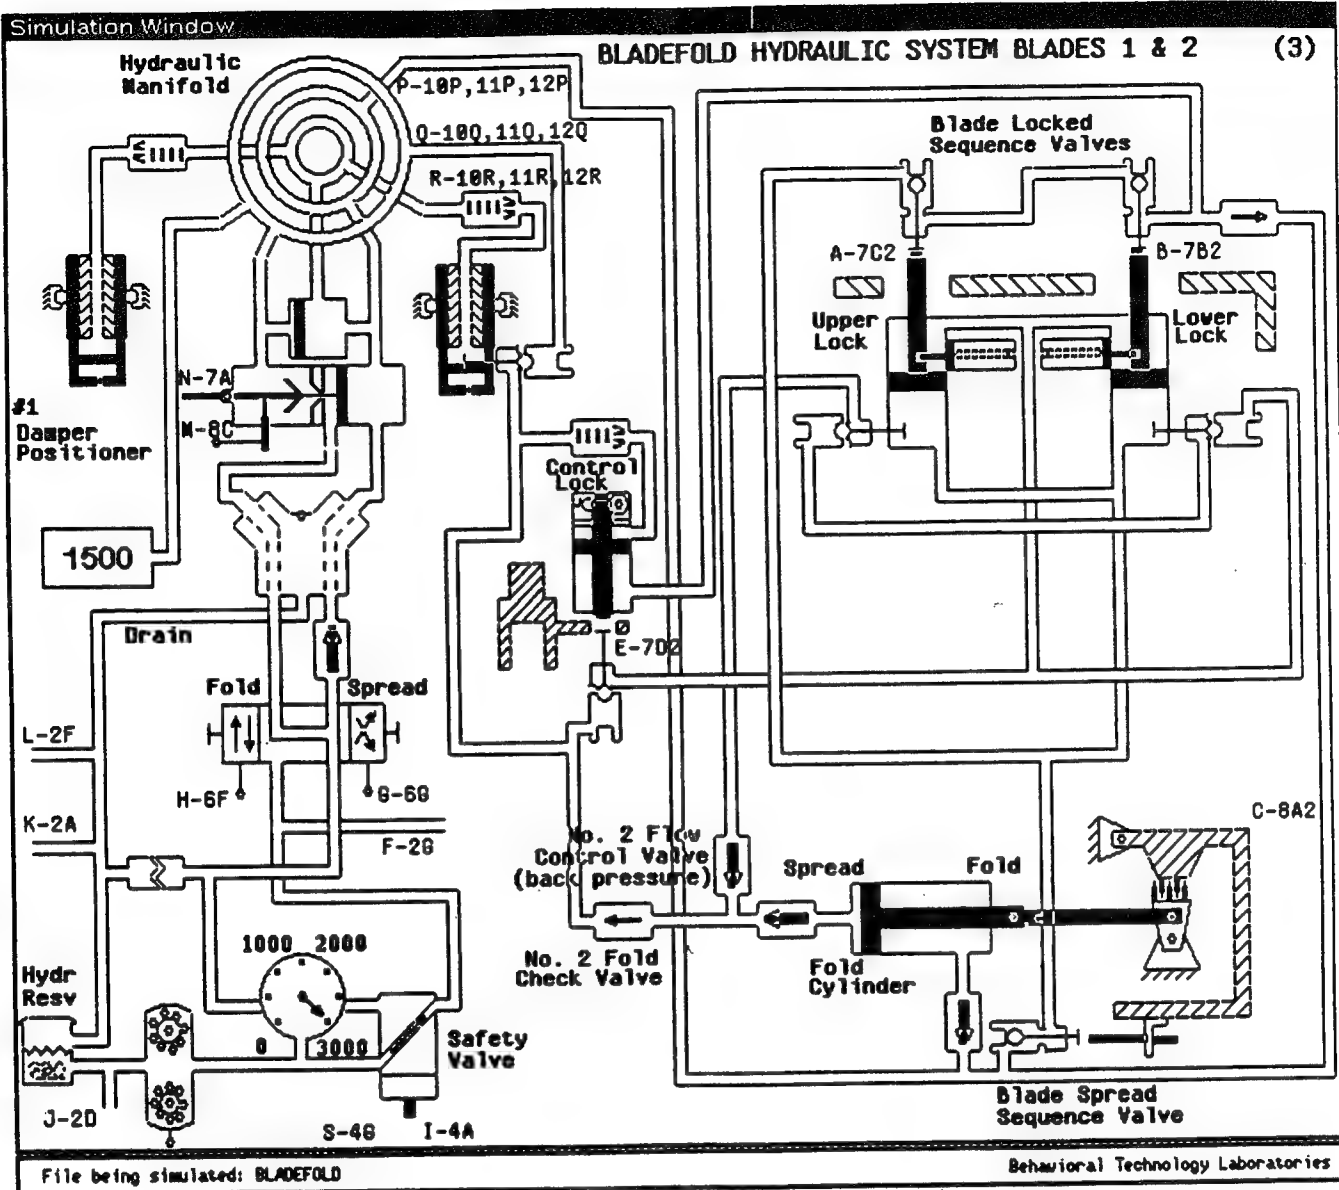 Simulation Window
BLADEFOLD HYDRAULIC SYSTEM BLADES 1 & 2 (3)
Hydraulic
Manifold
P-10P,11P,12P
Q-10Q,11Q,12Q
R-10R,11R,12R
Blade Locked
Sequence Valves
A-7C2
B-7B2
Upper
Lock
Lower
Lock
N-7A
M-8C
#1
Damper
Positioner
Control
Lock
1500
Drain
E-7D2
Fold
Spread
L-2F
H-6F
G-6G
K-2A
F-2G
C-8A2
No. 2 Flow
Control Valve
(back pressure)
Spread
Fold
No. 2 Fold
Check Valve
Fold
Cylinder
1000 2000
0 3000
Hydr
Resv
Safety
Valve
J-2D
S-4G
I-4A
Blade Spread
Sequence Valve
File being simulated: BLADEFOLD
Behavioral Technology Laboratories